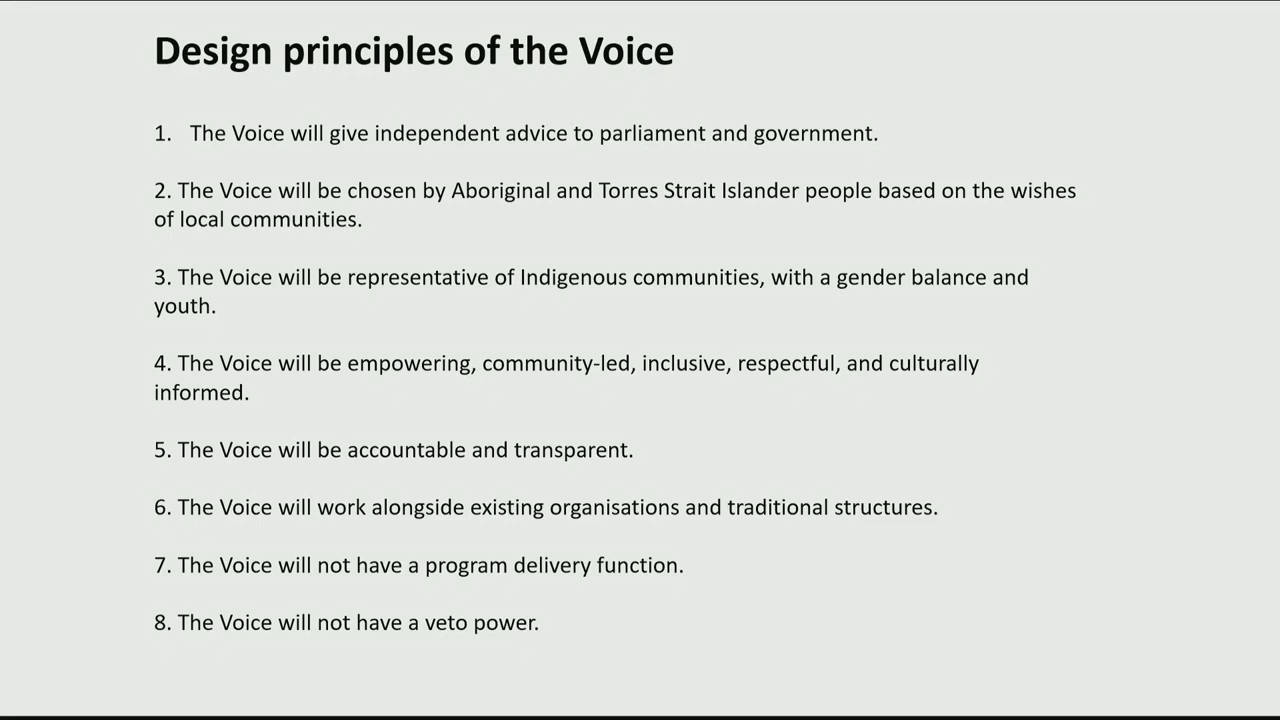 Design principles of the Voice
1. The Voice will give independent advice to parliament and government.
2. The Voice will be chosen by Aboriginal and Torres Strait Islander people based on the wishes
of local communities.
3. The Voice will be representative of Indigenous communities, with a gender balance and
youth.
4. The Voice will be empowering, community-led, inclusive, respectful, and culturally
informed.
5. The Voice will be accountable and transparent.
6. The Voice will work alongside existing organisations and traditional structures.
7. The Voice will not have a program delivery function.
8. The Voice will not have a veto power.